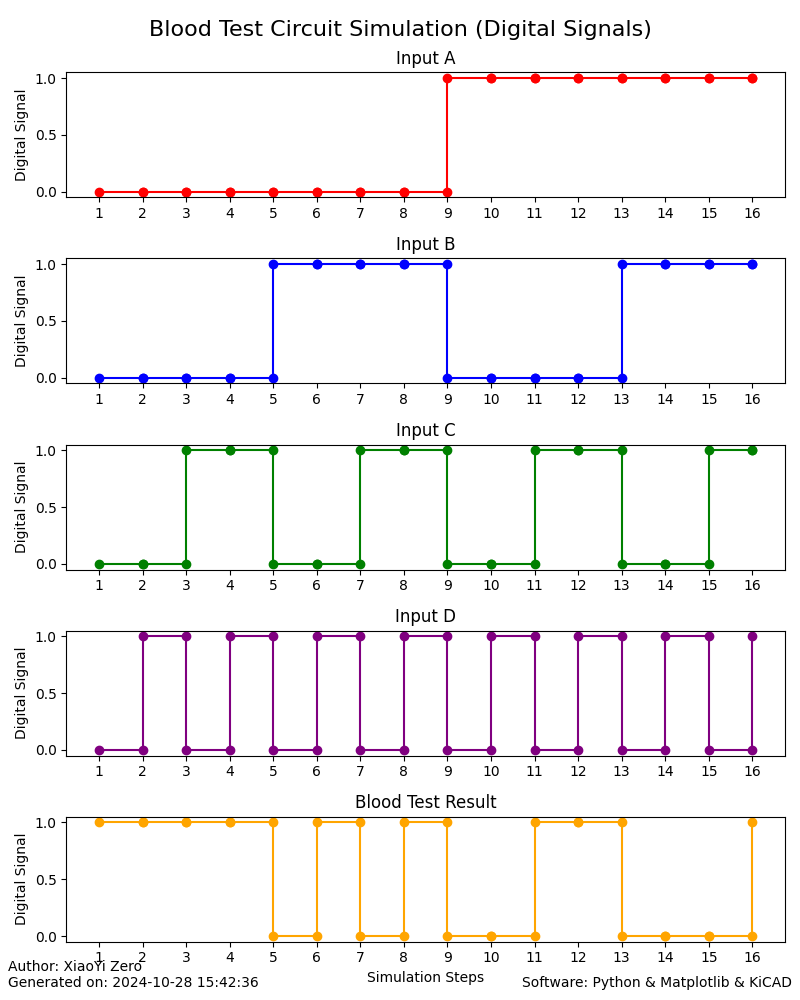 Blood Test Circuit Simulation (Digital Signals)
Input A
Digital Signal
1.0
0.5
0.0
1 2 3 4 5 6 7 8 9 10 11 12 13 14 15 16
Input B
Digital Signal
1.0
0.5
0.0
1 2 3 4 5 6 7 8 9 10 11 12 13 14 15 16
Input C
Digital Signal
1.0
0.5
0.0
1 2 3 4 5 6 7 8 9 10 11 12 13 14 15 16
Input D
Digital Signal
1.0
0.5
0.0
1 2 3 4 5 6 7 8 9 10 11 12 13 14 15 16
Blood Test Result
Digital Signal
1.0
0.5
0.0
1 2 3 4 5 6 7 8 9 10 11 12 13 14 15 16
Simulation Steps
Author: XiaoYi Zero
Generated on: 2024-10-28 15:42:36
Software: Python & Matplotlib & KiCAD